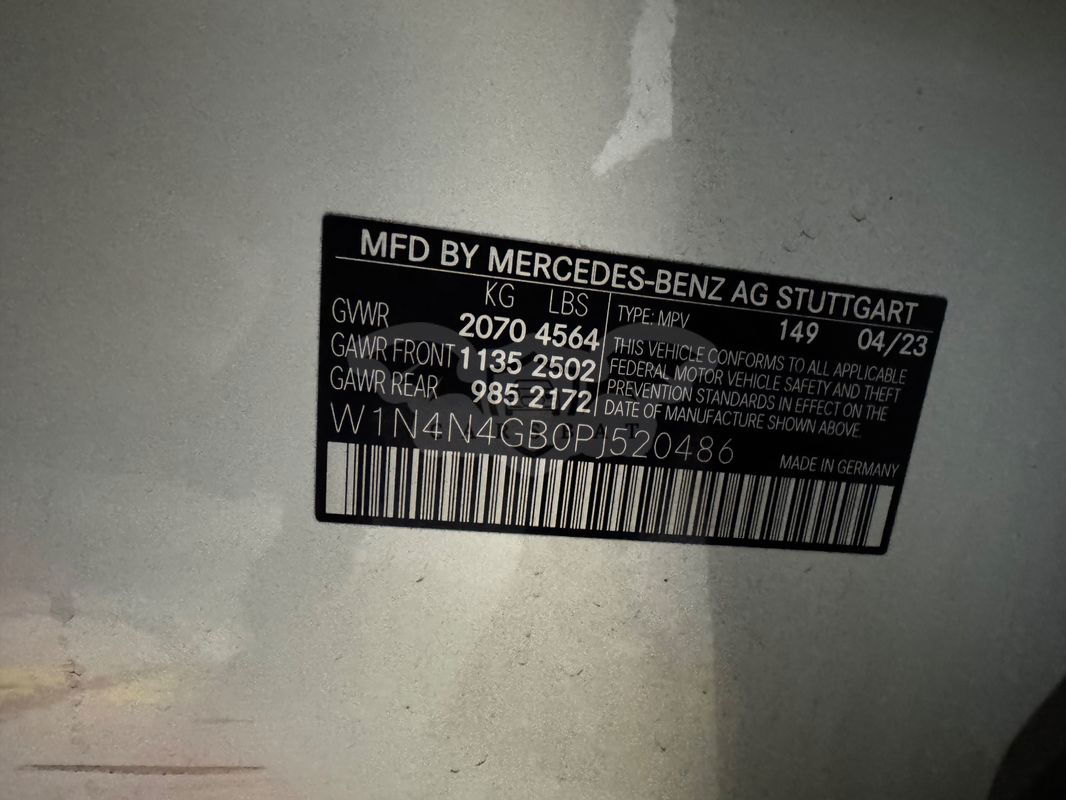 MFD BY MERCEDES-BENZ AG STUTTGART
KG LBS
GVWR 2070 4564
GAWR FRONT 1135 2502
GAWR REAR 985 2172
TYPE: MPV 149 04/23
THIS VEHICLE CONFORMS TO ALL APPLICABLE
FEDERAL MOTOR VEHICLE SAFETY AND THEFT
PREVENTION STANDARDS IN EFFECT ON THE
DATE OF MANUFACTURE SHOWN ABOVE.
W1N4N4GB0PJ520486
MADE IN GERMANY